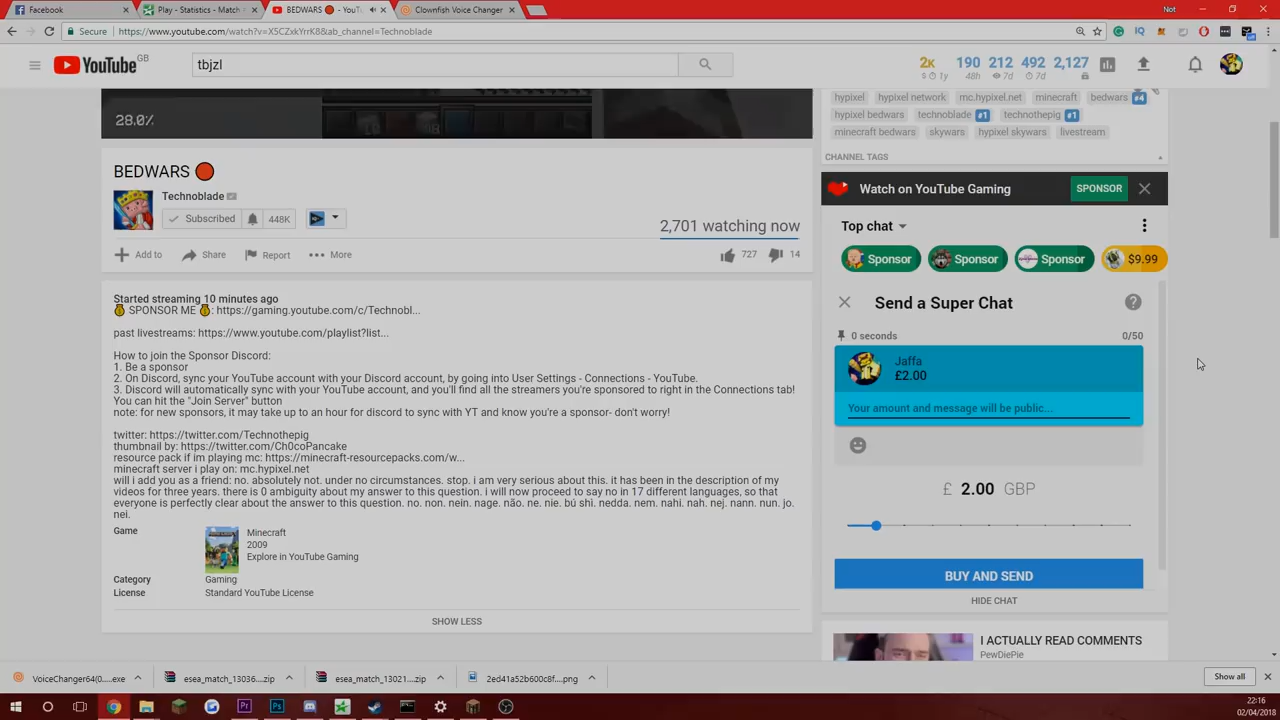 Facebook
Play - Statistics - Match
BEDWARS 🔴 - YouT
Clownfish Voice Changer
Not
Secure
https://www.youtube.com/watch?v=X5CZxkYrrK8&ab_channel=Technoblade
YouTube GB
tbjzl
2K 190 212 492 2,127
1y 48h 7d 7d
28.0%
hypixel hypixel network mc.hypixel.net minecraft bedwars #4
hypixel bedwars technoblade #1 technothepig #1
minecraft bedwars skywars hypixel skywars livestream
CHANNEL TAGS
BEDWARS 🔴
Technoblade
Subscribed 448K
2,701 watching now
Add to Share Report More
727 14
Started streaming 10 minutes ago
💰 SPONSOR ME 💰: https://gaming.youtube.com/c/Technobl...
past livestreams: https://www.youtube.com/playlist?list...
How to join the Sponsor Discord:
1. Be a sponsor
2. On Discord, sync your YouTube account with your Discord account, by going into User Settings - Connections - YouTube.
3. Discord will automatically sync with your YouTube account, and you'll find all the streamers you're sponsored to right in the Connections tab!
You can hit the "Join Server" button
note: for new sponsors, it may take up to an hour for discord to sync with YT and know you're a sponsor- don't worry!
twitter: https://twitter.com/Technothepig
thumbnail by: https://twitter.com/Ch0coPancake
resource pack if im playing mc: https://minecraft-resourcepacks.com/w...
minecraft server i play on: mc.hypixel.net
will i add you as a friend: no. absolutely not. under no circumstances. stop. i am very serious about this. it has been in the description of my
videos for three years. there is 0 ambiguity about my answer to this question. i will now proceed to say no in 17 different languages, so that
everyone is perfectly clear about the answer to this question. no. non. nein. nage. não. ne. nie. bú shì. nedda. nem. nahi. nah. nej. nann. nun. jo.
nei.
Game
Minecraft
2009
Explore in YouTube Gaming
Category Gaming
License Standard YouTube License
SHOW LESS
Watch on YouTube Gaming SPONSOR
Top chat
Sponsor Sponsor Sponsor $9.99
Send a Super Chat
0 seconds 0/50
Jaffa
£2.00
Your amount and message will be public...
£ 2.00 GBP
BUY AND SEND
HIDE CHAT
I ACTUALLY READ COMMENTS
PewDiePie
VoiceChanger64(0....exe
esea_match_13036....zip
esea_match_13021....zip
2ed41a52b600c8f....png
Show all
22:16
02/04/2018